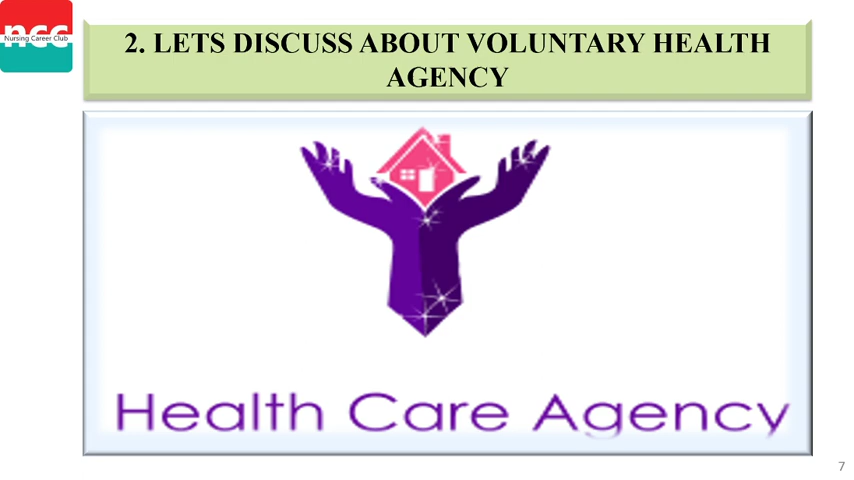 ncc
Nursing Career Club
2. LETS DISCUSS ABOUT VOLUNTARY HEALTH
AGENCY
Health Care Agency
7